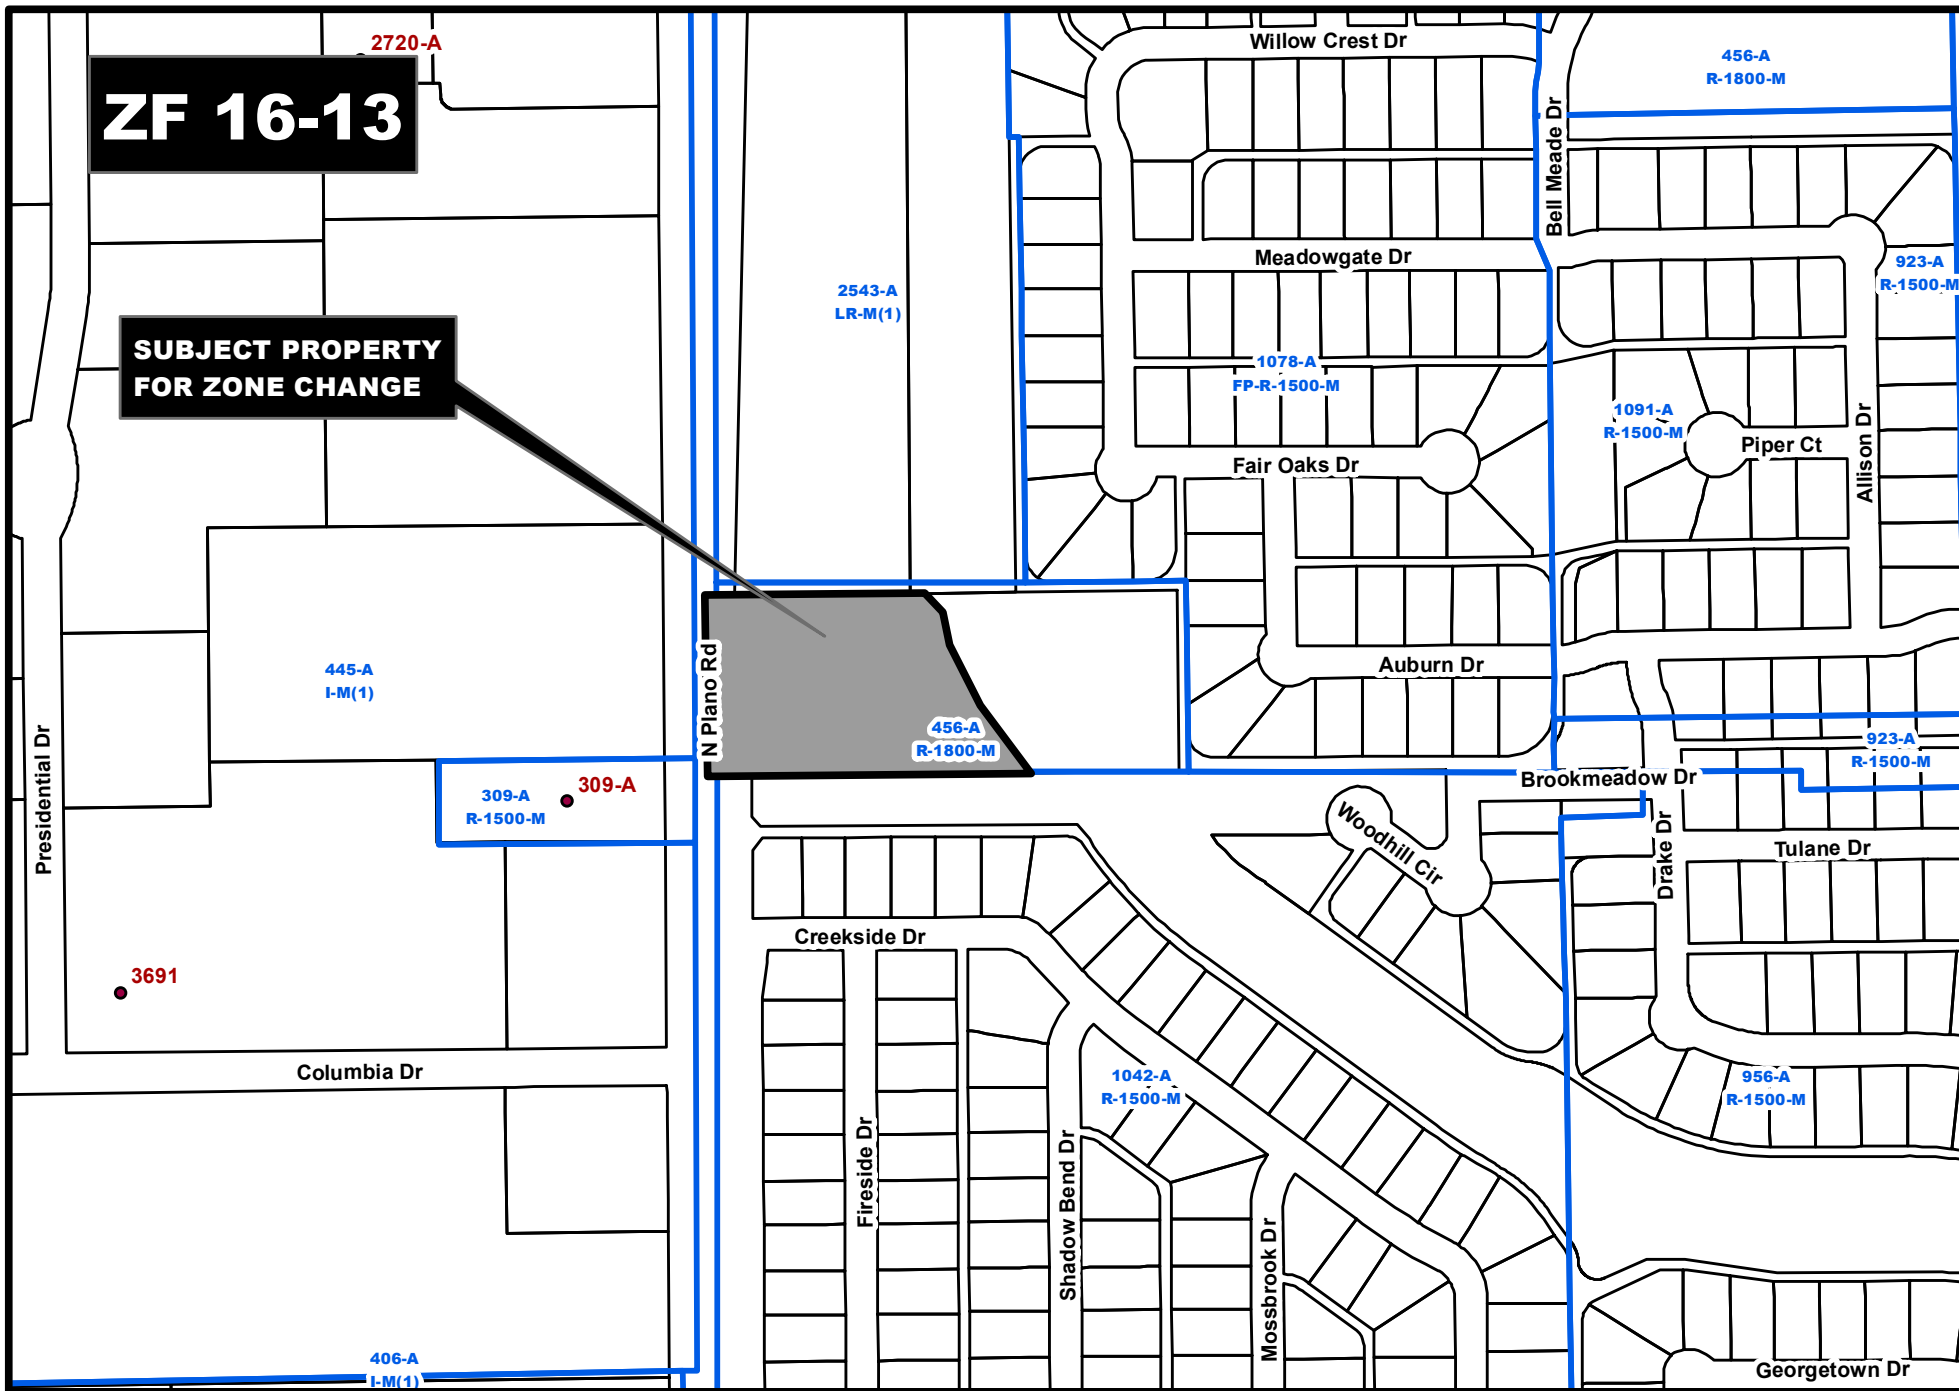 2720-A
ZF 16-13
Willow Crest Dr
456-A
R-1800-M
Bell Meade Dr
Meadowgate Dr
923-A
R-1500-M
2543-A
LR-M(1)
SUBJECT PROPERTY
FOR ZONE CHANGE
1078-A
FP-R-1500-M
1091-A
R-1500-M
Piper Ct
Allison Dr
Fair Oaks Dr
445-A
I-M(1)
N Plano Rd
Auburn Dr
456-A
R-1800-M
923-A
R-1500-M
Brookmeadow Dr
309-A
309-A
R-1500-M
Presidential Dr
Woodhill Cir
Drake Dr
Tulane Dr
Creekside Dr
3691
Columbia Dr
1042-A
R-1500-M
956-A
R-1500-M
Fireside Dr
Shadow Bend Dr
Mossbrook Dr
406-A
I-M(1)
Georgetown Dr